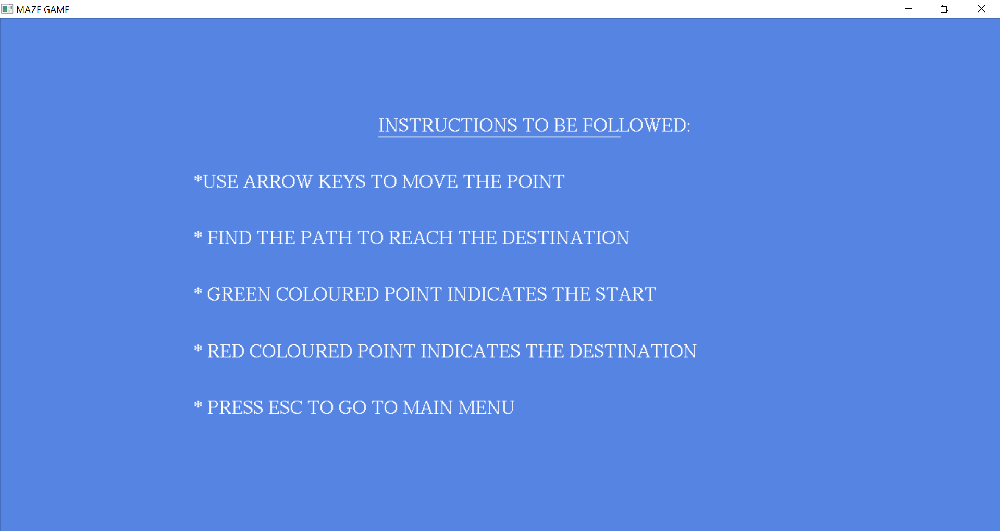 MAZE GAME
INSTRUCTIONS TO BE FOLLOWED:
*USE ARROW KEYS TO MOVE THE POINT
* FIND THE PATH TO REACH THE DESTINATION
* GREEN COLOURED POINT INDICATES THE START
* RED COLOURED POINT INDICATES THE DESTINATION
* PRESS ESC TO GO TO MAIN MENU